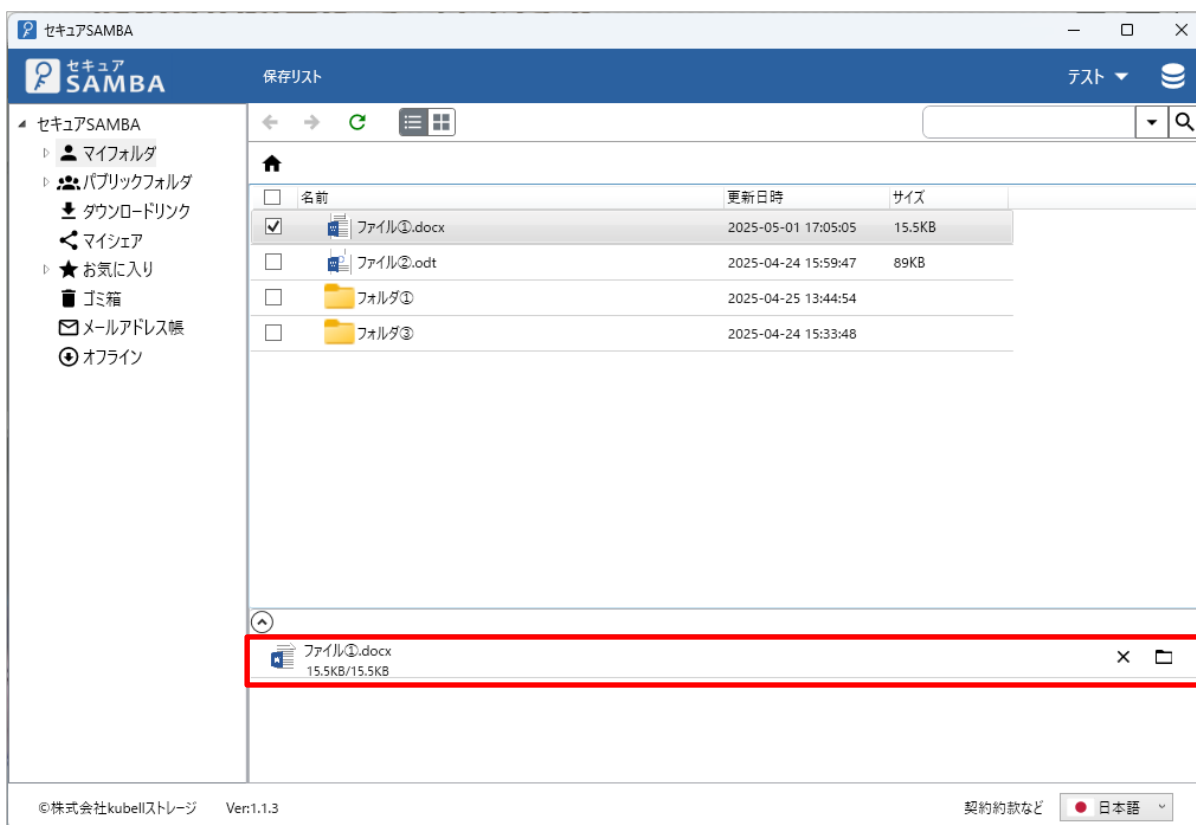 セキュアSAMBA
セキュア
SAMBA
保存リスト
テスト
セキュアSAMBA
マイフォルダ
パブリックフォルダ
ダウンロードリンク
マイシェア
お気に入り
ゴミ箱
メールアドレス帳
オフライン
名前 更新日時 サイズ
ファイル①.docx 2025-05-01 17:05:05 15.5KB
ファイル②.odt 2025-04-24 15:59:47 89KB
フォルダ① 2025-04-25 13:44:54
フォルダ③ 2025-04-24 15:33:48
ファイル①.docx
15.5KB/15.5KB
©株式会社kubellストレージ Ver:1.1.3 契約約款など 日本語